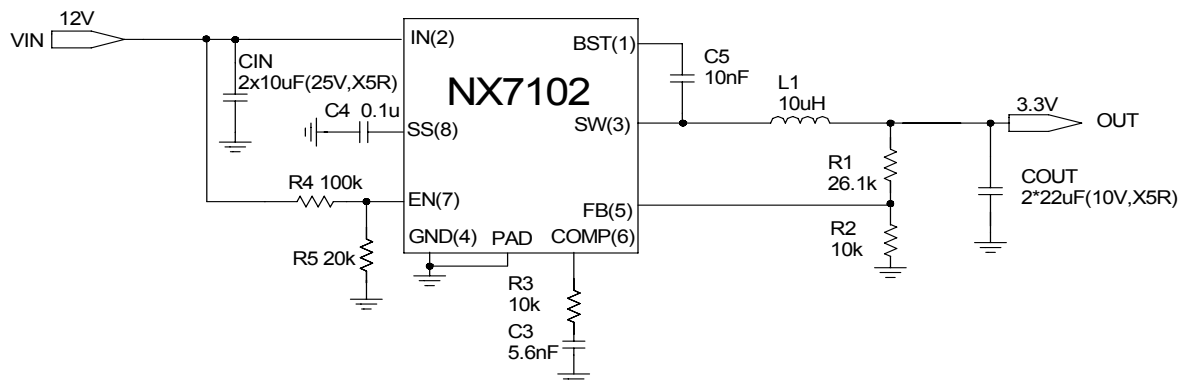 12V
VIN
IN(2)
BST(1)
CIN
2x10uF(25V,X5R)
C5
10nF
NX7102
L1
10uH
C4 0.1u
SS(8)
SW(3)
3.3V
OUT
R1
26.1k
COUT
2*22uF(10V,X5R)
R4 100k
EN(7)
FB(5)
R2
10k
GND(4)
PAD
COMP(6)
R5 20k
R3
10k
C3
5.6nF